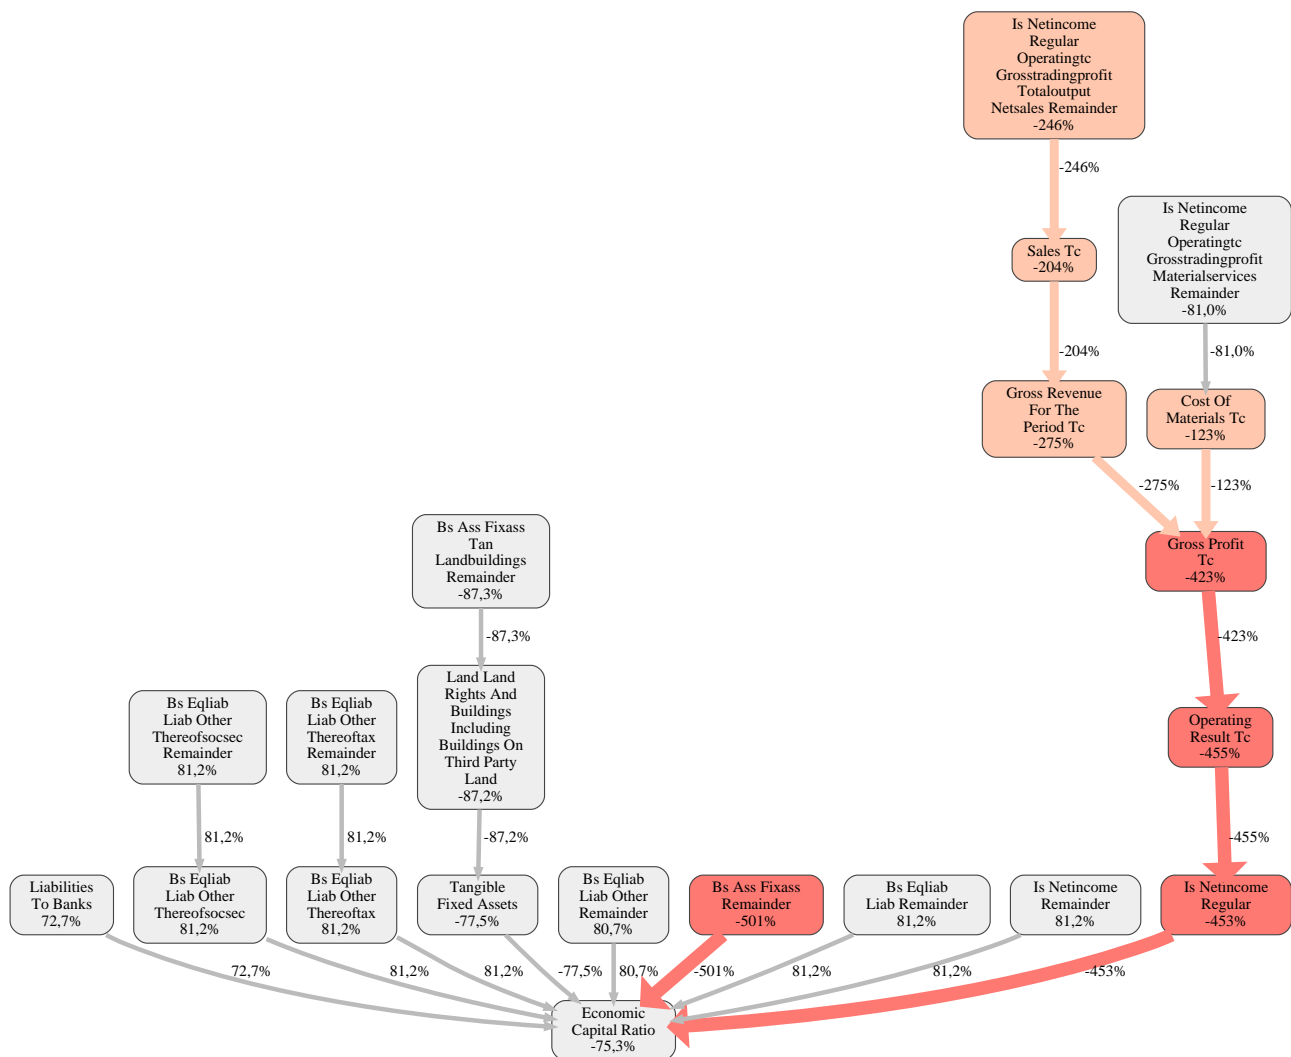 Is Netincome
Regular
Operatingtc
Grosstradingprofit
Totaloutput
Netsales Remainder
-246%
-246%
Is Netincome
Regular
Operatingtc
Grosstradingprofit
Materialservices
Remainder
-81,0%
Sales Tc
-204%
-204%
-81,0%
Gross Revenue
For The
Period Tc
-275%
Cost Of
Materials Tc
-123%
-275%
-123%
Bs Ass Fixass
Tan
Landbuildings
Remainder
-87,3%
Gross Profit
Tc
-423%
-87,3%
-423%
Land Land
Rights And
Buildings
Including
Buildings On
Third Party
Land
-87,2%
Bs Eqliab
Liab Other
Thereofsocsec
Remainder
81,2%
Bs Eqliab
Liab Other
Thereoftax
Remainder
81,2%
Operating
Result Tc
-455%
81,2%
81,2%
-87,2%
-455%
Liabilities
To Banks
72,7%
Bs Eqliab
Liab Other
Thereofsocsec
81,2%
Bs Eqliab
Liab Other
Thereoftax
81,2%
Tangible
Fixed Assets
-77,5%
Bs Eqliab
Liab Other
Remainder
80,7%
Bs Ass Fixass
Remainder
-501%
Bs Eqliab
Liab Remainder
81,2%
Is Netincome
Remainder
81,2%
Is Netincome
Regular
-453%
72,7%
81,2%
81,2%
-77,5%
80,7%
-501%
81,2%
81,2%
-453%
Economic
Capital Ratio
-75,3%